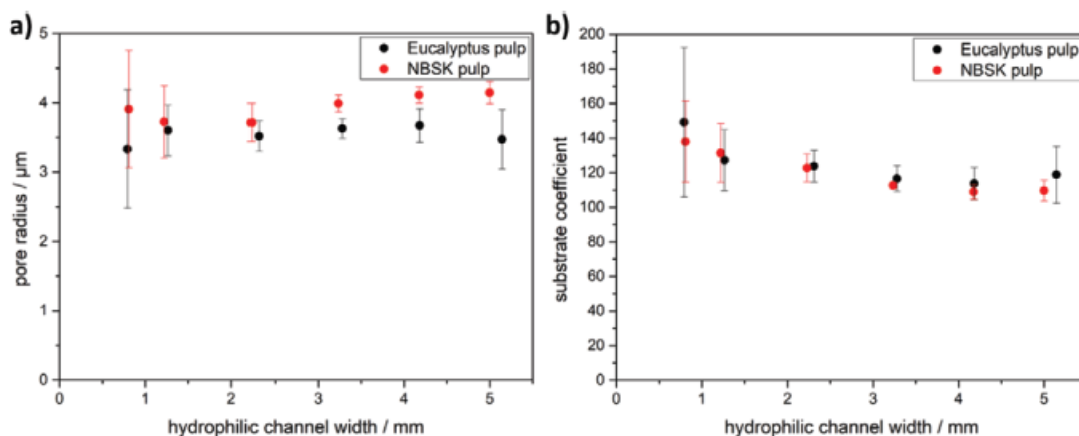 a)
Eucalyptus pulp
NBSK pulp
5
4
3
2
1
0
pore radius / µm
0 1 2 3 4 5
hydrophilic channel width / mm
b)
Eucalyptus pulp
NBSK pulp
200
180
160
140
120
100
80
60
40
20
0
substrate coefficient
0 1 2 3 4 5
hydrophilic channel width / mm